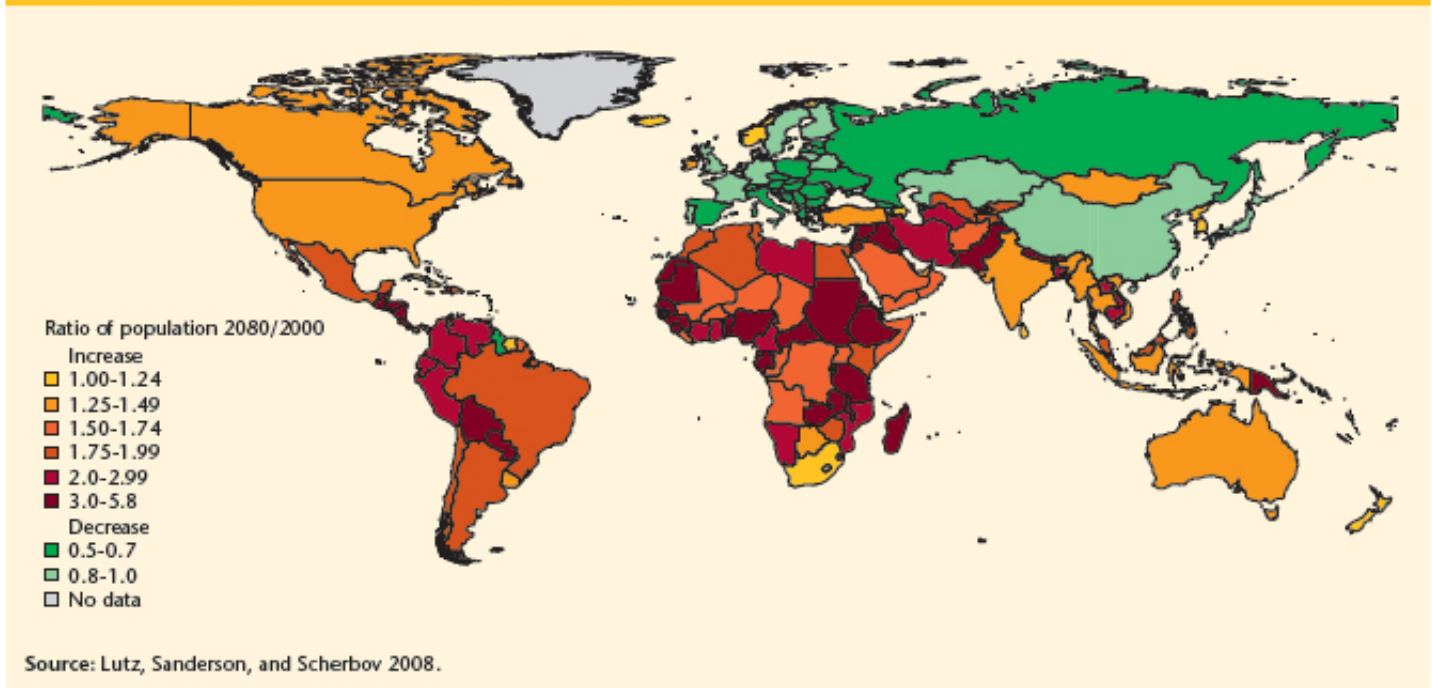 Ratio of population 2080/2000
Increase
1.00-1.24
1.25-1.49
1.50-1.74
1.75-1.99
2.0-2.99
3.0-5.8
Decrease
0.5-0.7
0.8-1.0
No data
Source: Lutz, Sanderson, and Scherbov 2008.